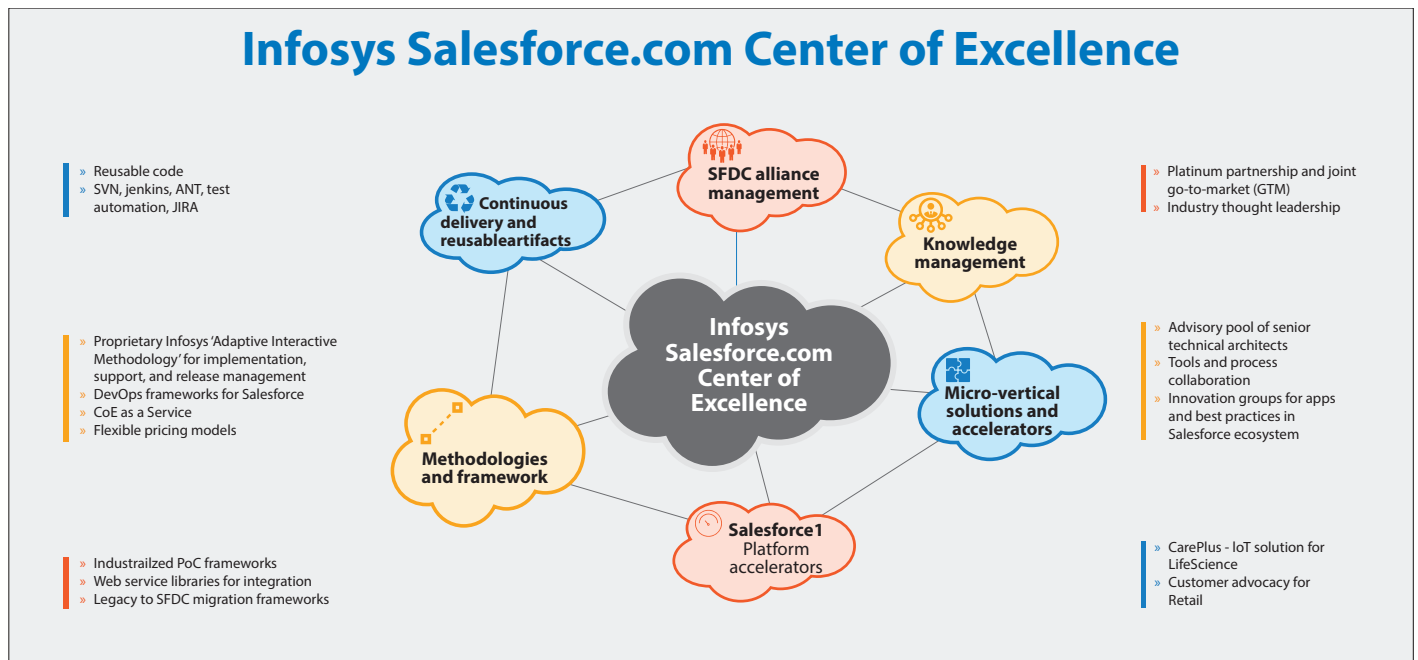 Infosys Salesforce.com Center of Excellence
» Reusable code
» SVN, jenkins, ANT, test
automation, JIRA
» Proprietary Infosys ‘Adaptive Interactive
Methodology’ for implementation,
support, and release management
» DevOps frameworks for Salesforce
» CoE as a Service
» Flexible pricing models
» Industrailzed PoC frameworks
» Web service libraries for integration
» Legacy to SFDC migration frameworks
SFDC alliance
management
Continuous
delivery and
reusableartifacts
Knowledge
management
Infosys
Salesforce.com
Center of
Excellence
Micro-vertical
solutions and
accelerators
Methodologies
and framework
Salesforce1
Platform
accelerators
» Platinum partnership and joint
go-to-market (GTM)
» Industry thought leadership
» Advisory pool of senior
technical architects
» Tools and process
collaboration
» Innovation groups for apps
and best practices in
Salesforce ecosystem
» CarePlus - IoT solution for
LifeScience
» Customer advocacy for
Retail